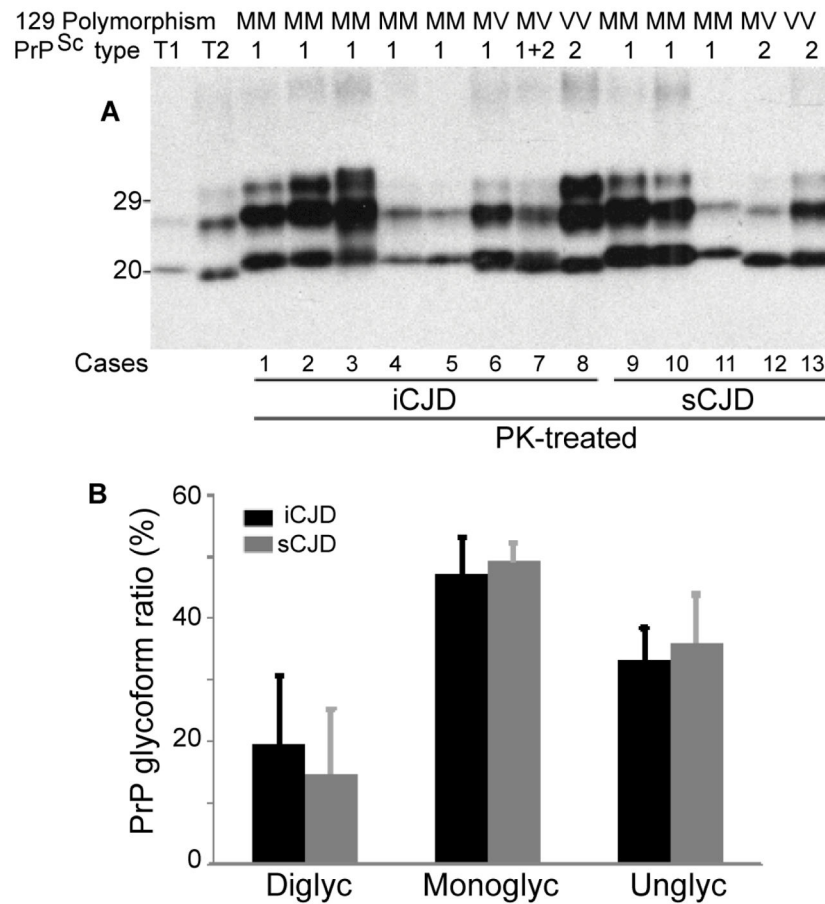 129 Polymorphism MM MM MM MM MM MV MV VV MM MM MM MV VV
PrP Sc type T1 T2 1 1 1 1 1 1 1+2 2 1 1 1 2 2
A
29-
20-
Cases 1 2 3 4 5 6 7 8 9 10 11 12 13
iCJD sCJD
PK-treated
B
60
iCJD
sCJD
40
20
0
PrP glycoform ratio (%)
Diglyc Monoglyc Unglyc